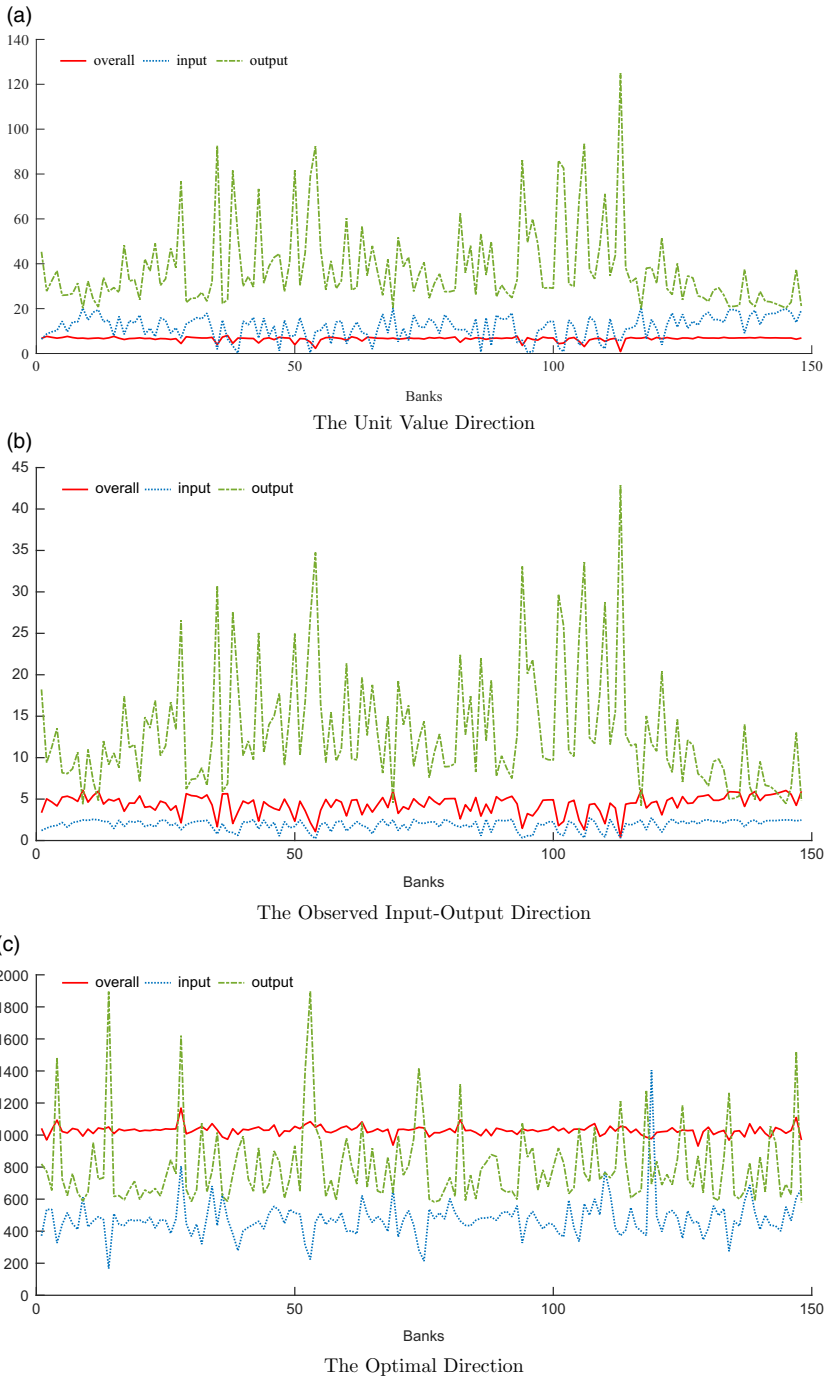 (a)
140
overall input output
120
100
80
60
40
20
0
0 50 100 150
Banks
The Unit Value Direction
(b)
45
overall input output
40
35
30
25
20
15
10
5
0
0 50 100 150
Banks
The Observed Input-Output Direction
(c)
2000
overall input output
1800
1600
1400
1200
1000
800
600
400
200
0
0 50 100 150
Banks
The Optimal Direction